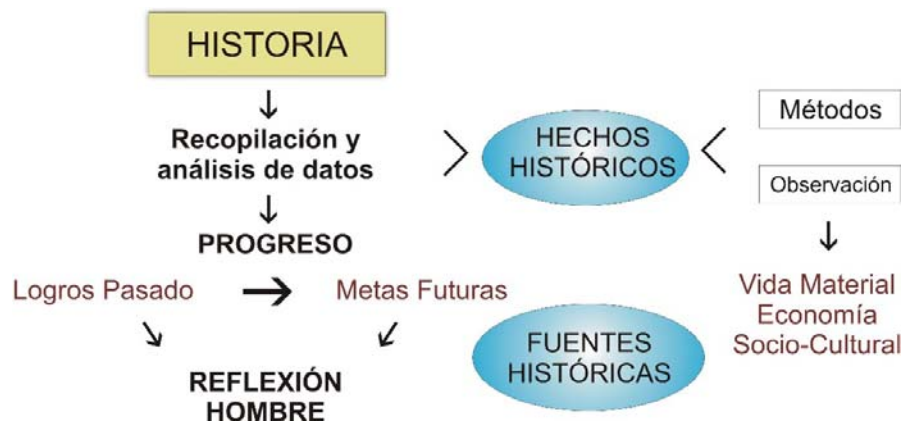 HISTORIA
Recopilación y
análisis de datos
PROGRESO
Logros Pasado
Metas Futuras
REFLEXIÓN
HOMBRE
HECHOS
HISTÓRICOS
Métodos
Observación
Vida Material
Economía
Socio-Cultural
FUENTES
HISTÓRICAS